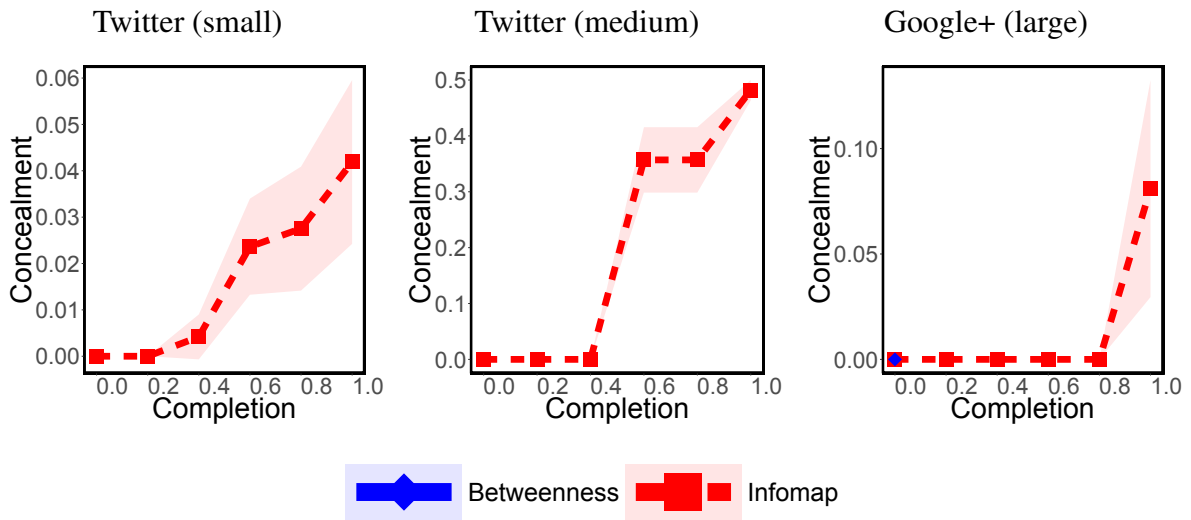 Twitter (small)
Concealment
0.06
0.05
0.04
0.03
0.02
0.01
0.00
0.0 0.2 0.4 0.6 0.8 1.0
Completion
Twitter (medium)
Concealment
0.5
0.4
0.3
0.2
0.1
0.0
0.0 0.2 0.4 0.6 0.8 1.0
Completion
Google+ (large)
Concealment
0.10
0.05
0.00
0.0 0.2 0.4 0.6 0.8 1.0
Completion
Betweenness Infomap